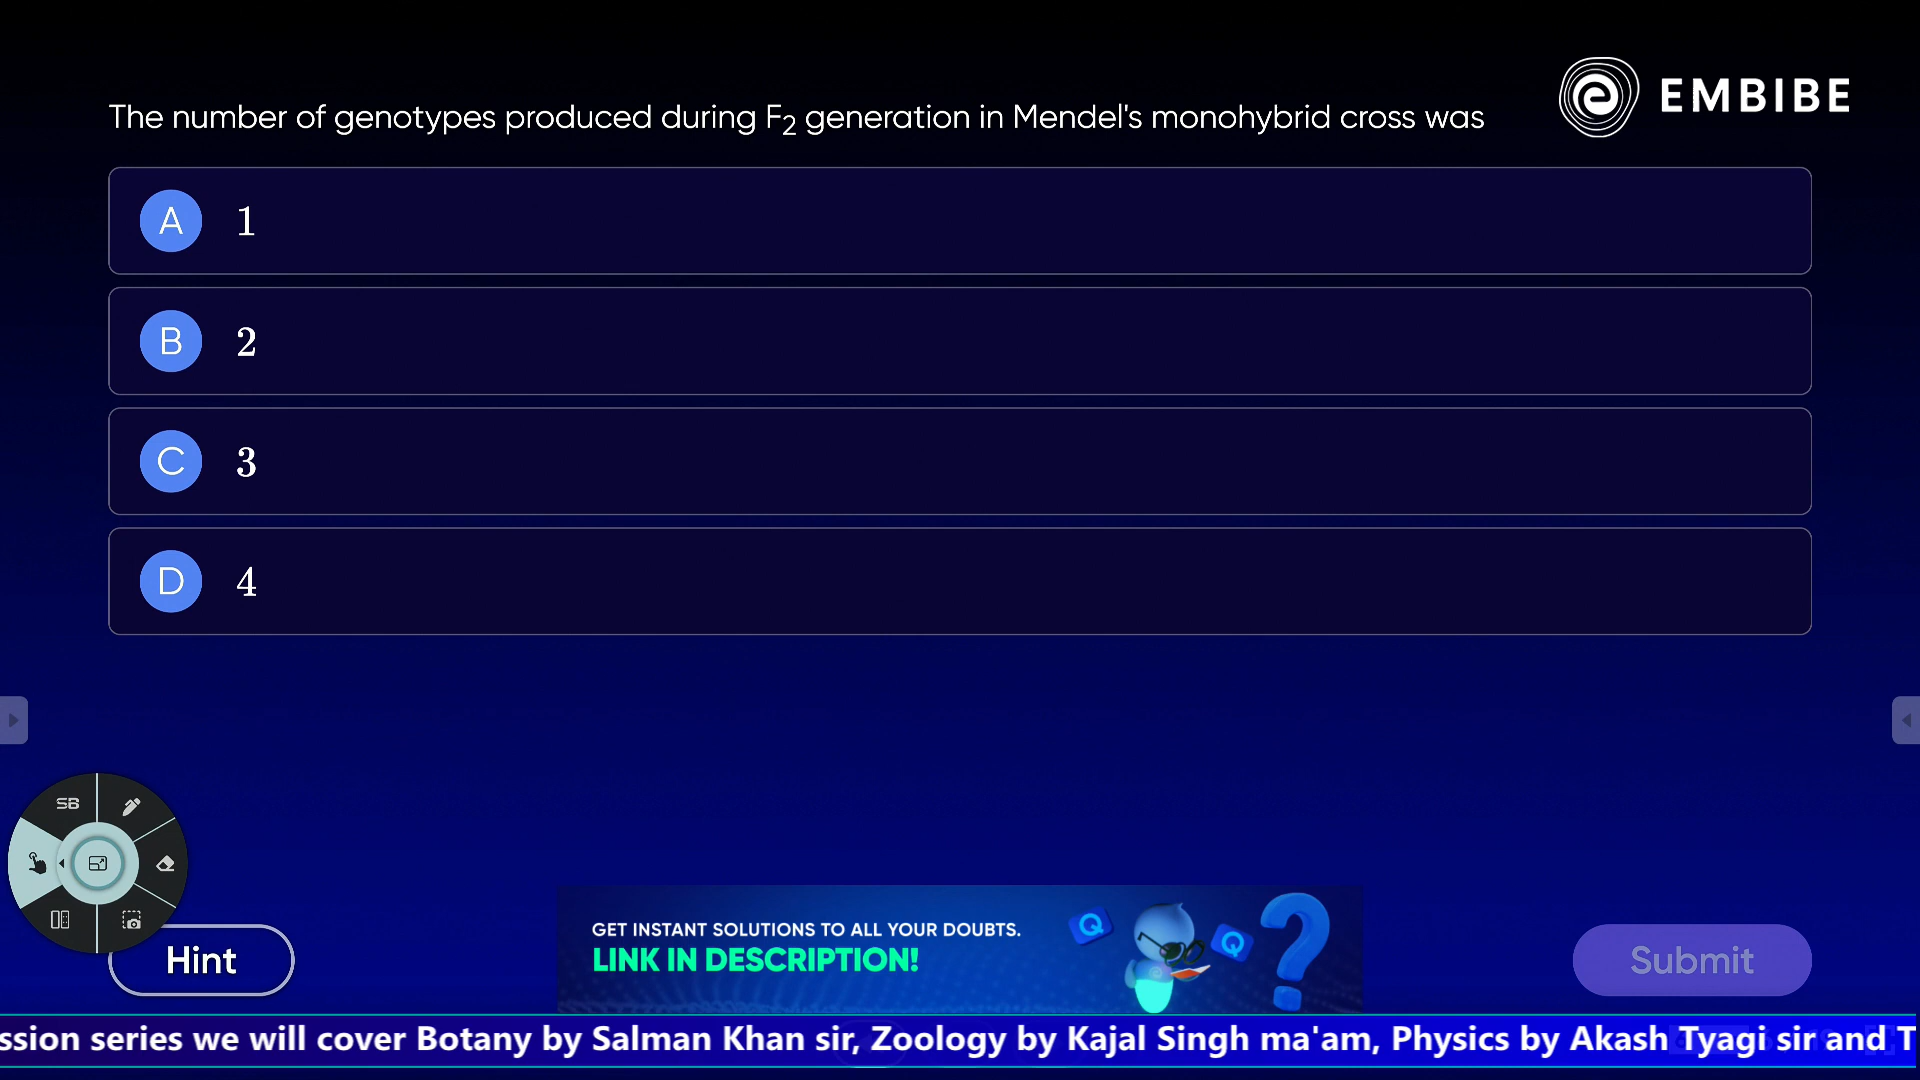 EMBIBE
The number of genotypes produced during F₂ generation in Mendel's monohybrid cross was
A 1
B 2
C 3
D 4
SB
Hint
GET INSTANT SOLUTIONS TO ALL YOUR DOUBTS.
LINK IN DESCRIPTION!
Q
Q
?
Submit
ssion series we will cover Botany by Salman Khan sir, Zoology by Kajal Singh ma'am, Physics by Akash Tyagi sir and T